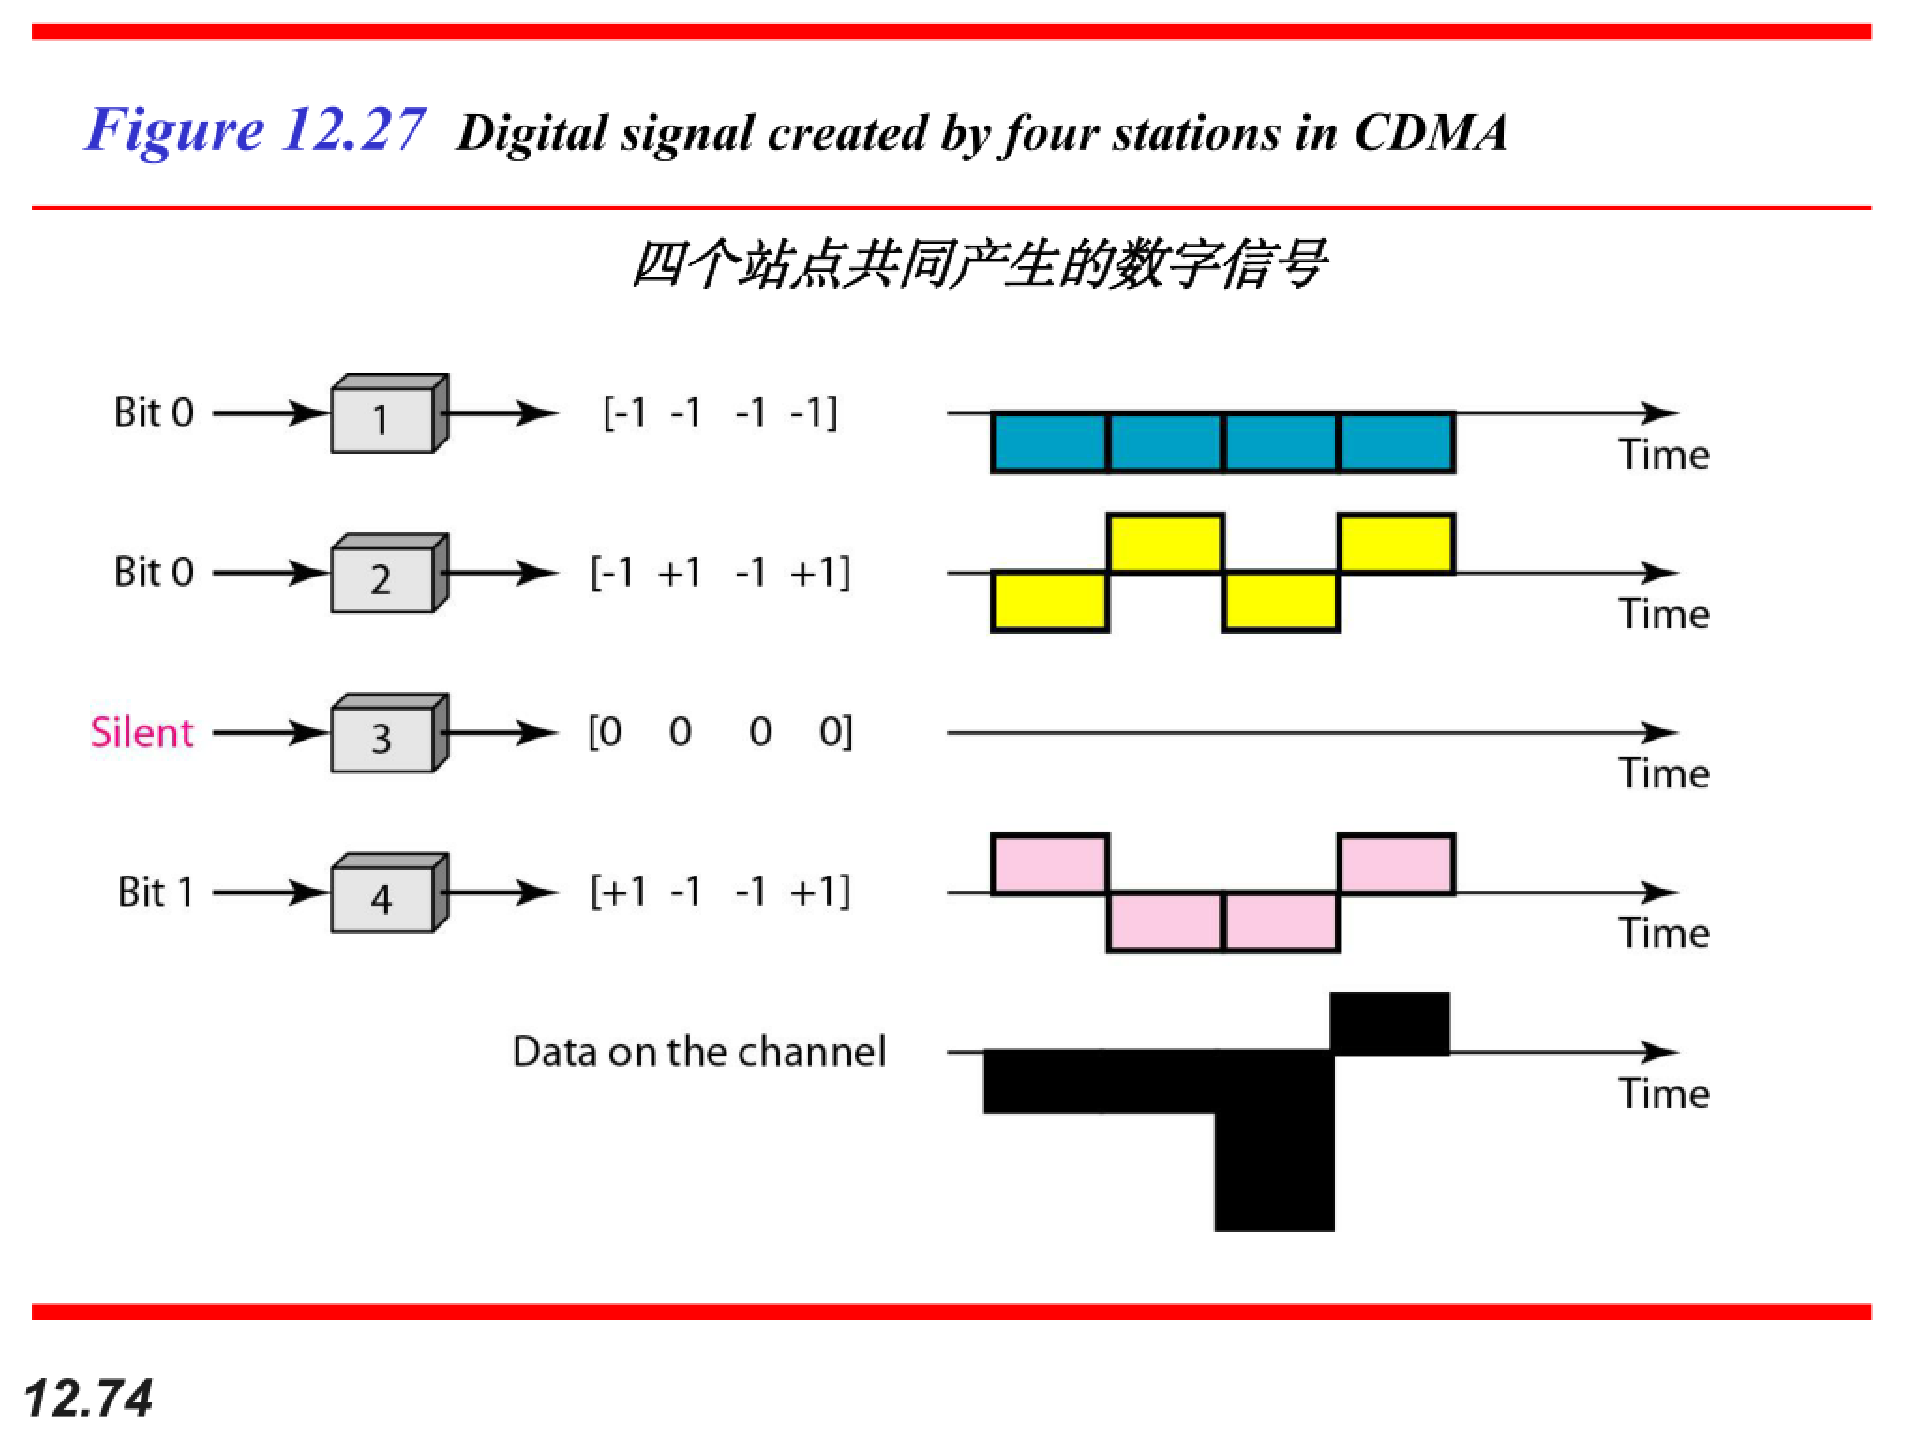 Figure 12.27 Digital signal created by four stations in CDMA
四个站点共同产生的数字信号
Bit 0 1 [-1 -1 -1 -1] Time
Bit 0 2 [-1 +1 -1 +1] Time
Silent 3 [0 0 0 0] Time
Bit 1 4 [+1 -1 -1 +1] Time
Data on the channel Time
12.74